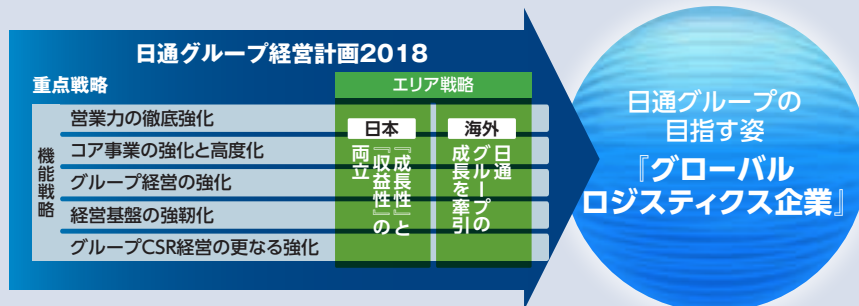 日通グループ経営計画2018
重点戦略
エリア戦略
機能戦略
営業力の徹底強化
コア事業の強化と高度化
グループ経営の強化
経営基盤の強靭化
グループCSR経営の更なる強化
日本
『成長性』と
『収益性』の
両立
海外
日通
グループの
成長を牽引
日通グループの
目指す姿
『グローバル
ロジスティクス企業』